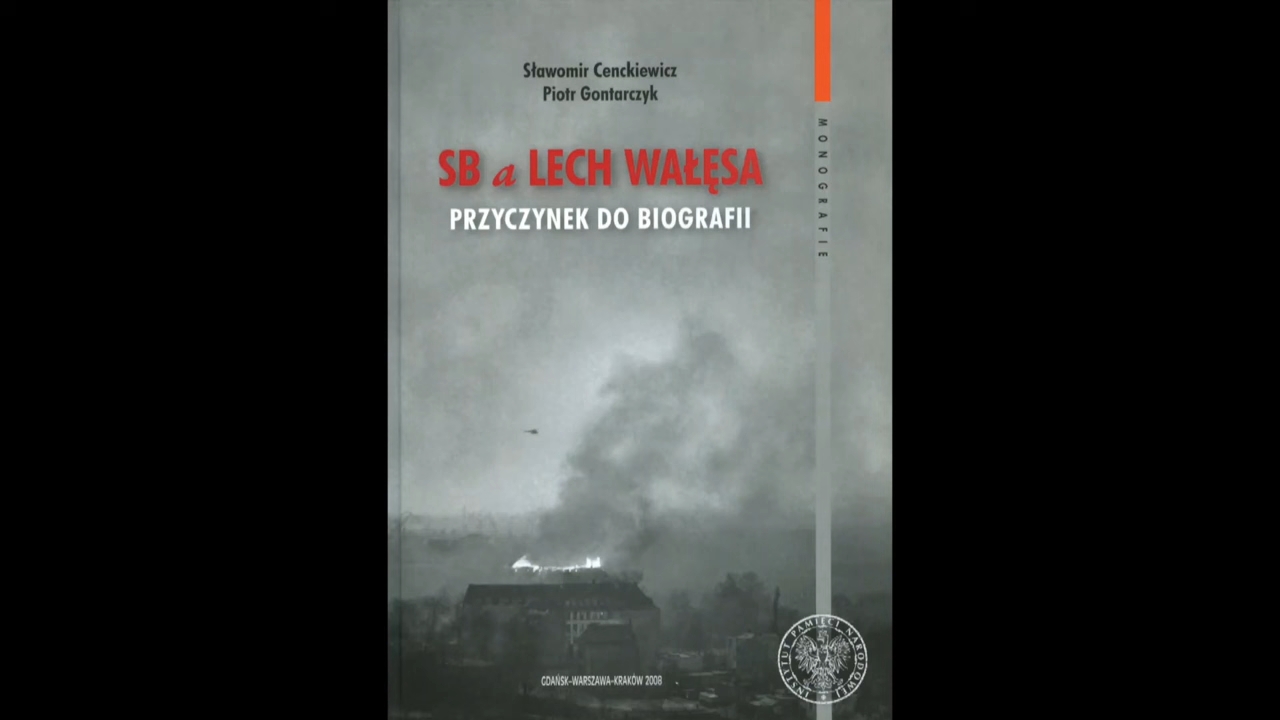 Sławomir Cenckiewicz
Piotr Gontarczyk
SB a LECH WAŁĘSA
PRZYCZYNEK DO BIOGRAFII
MONOGRAFIE
INSTYTUT PAMIĘCI NARODOWEJ
GDAŃSK–WARSZAWA–KRAKÓW 2008